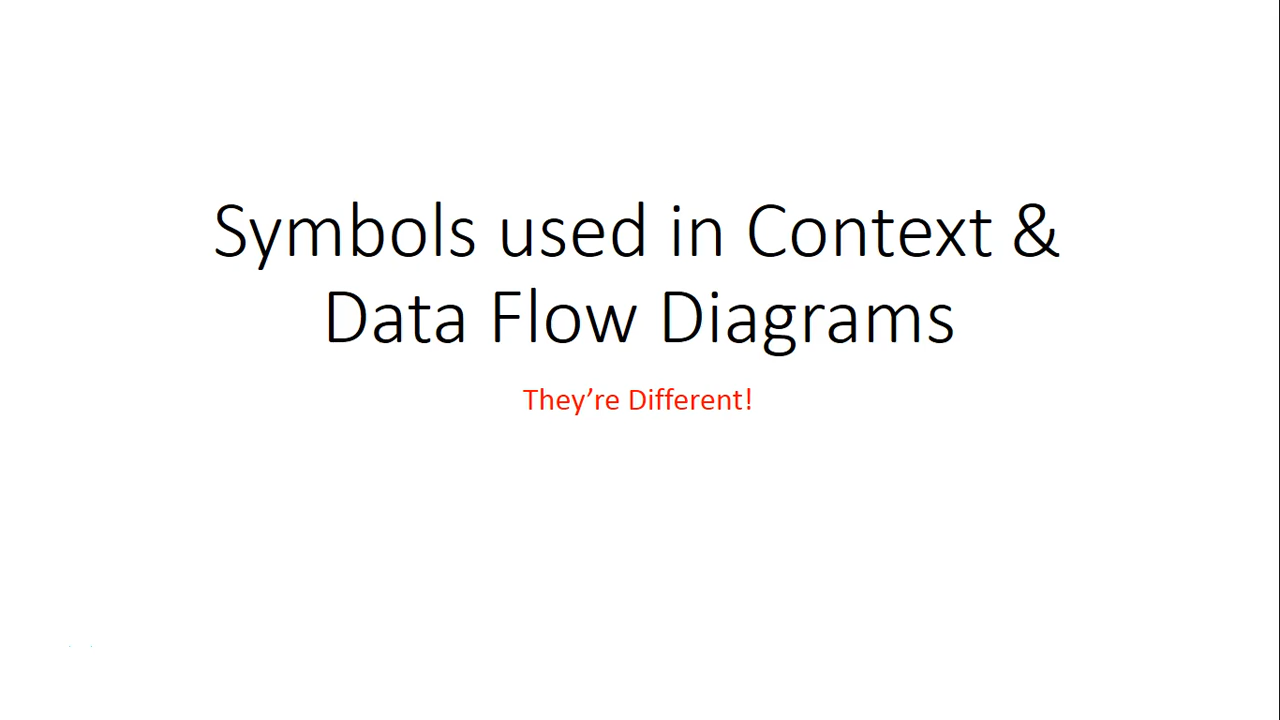 Symbols used in Context &
Data Flow Diagrams
They’re Different!